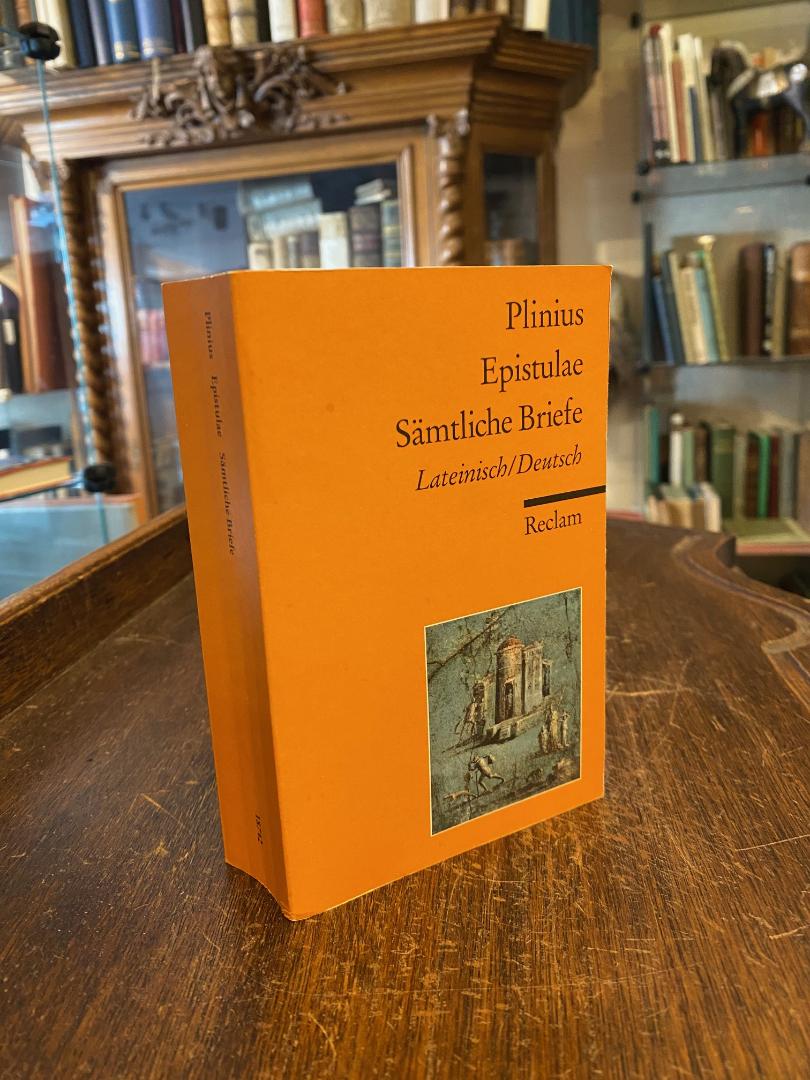 Plinius
Epistulae
Sämtliche Briefe
Lateinisch/Deutsch
Reclam
Plinius Epistulae Sämtliche Briefe